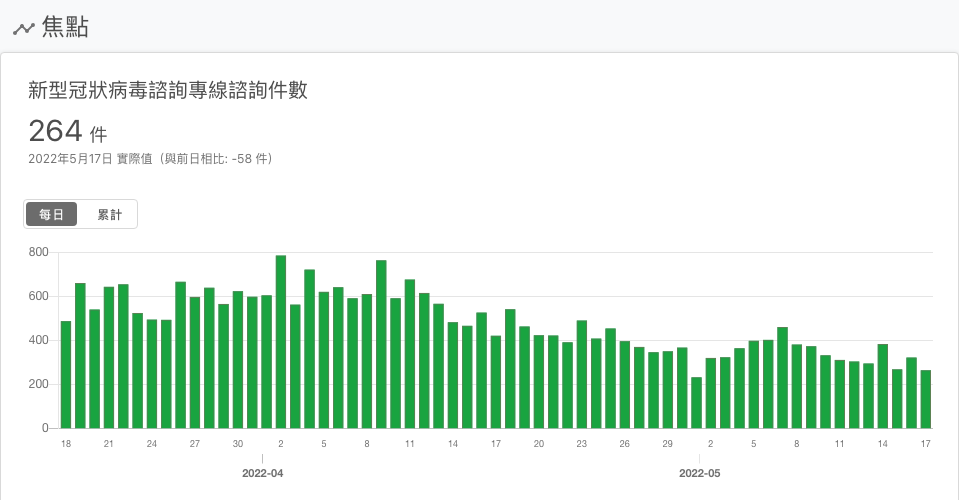 焦點
新型冠狀病毒諮詢專線諮詢件數
264 件
2022年5月17日 實際值（與前日相比: -58 件）
每日 累計
800
600
400
200
0
18 21 24 27 30 2 5 8 11 14 17 20 23 26 29 2 5 8 11 14 17
2022-04 2022-05